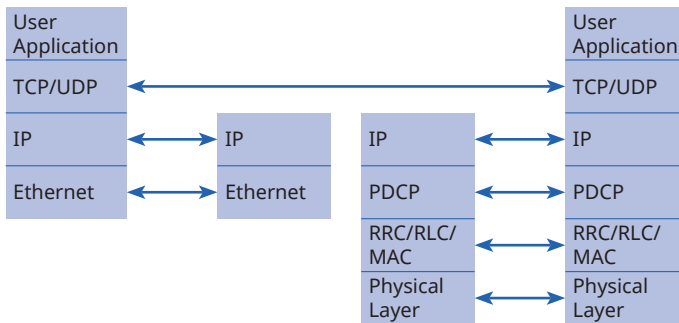 User
Application
TCP/UDP
IP
Ethernet
IP
Ethernet
IP
PDCP
RRC/RLC/
MAC
Physical
Layer
User
Application
TCP/UDP
IP
PDCP
RRC/RLC/
MAC
Physical
Layer